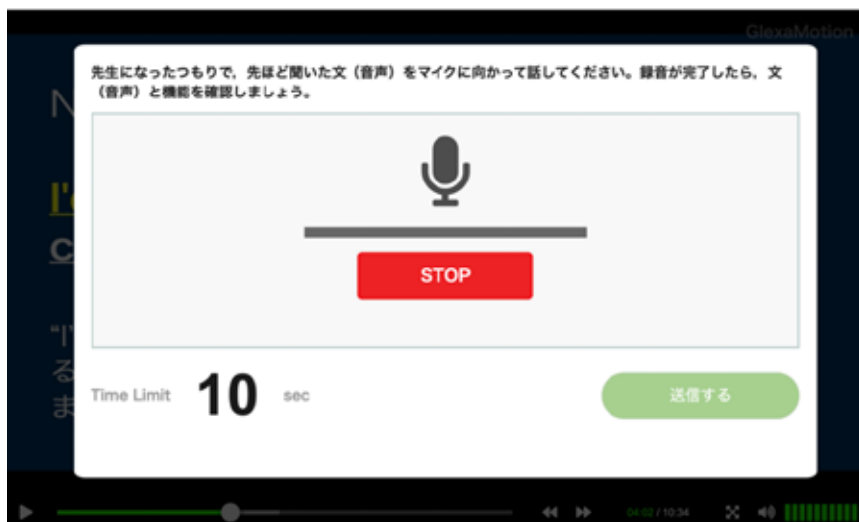 GlexaMotion
先生になったつもりで，先ほど聞いた文（音声）をマイクに向かって話してください。録音が完了したら，文
（音声）と機能を確認しましょう。
N
I'
C
STOP
“I'
る
ま
Time Limit 10 sec
送信する
04:02 / 10:34